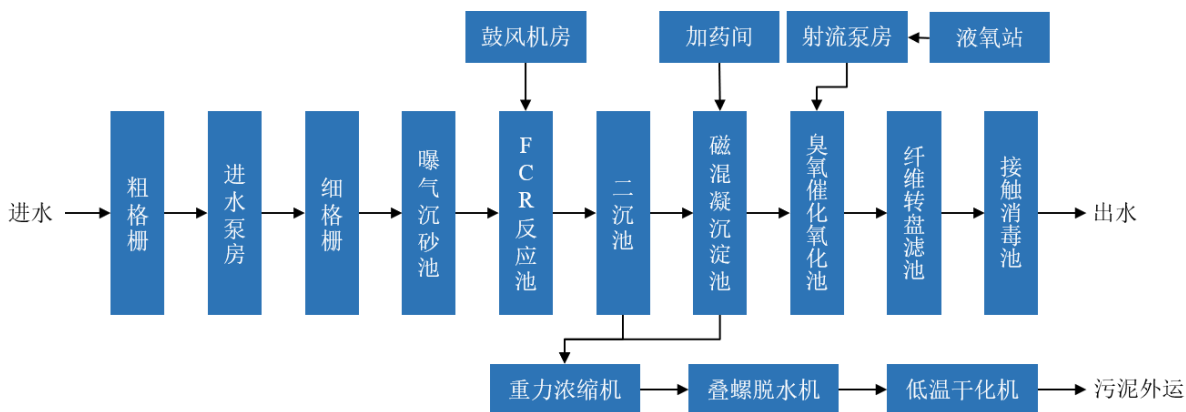 鼓风机房
加药间
射流泵房
液氧站
进水
粗格栅
进水泵房
细格栅
曝气沉砂池
FCR反应池
二沉池
磁混凝沉淀池
臭氧催化氧化池
纤维转盘滤池
接触消毒池
出水
重力浓缩机
叠螺脱水机
低温干化机
污泥外运